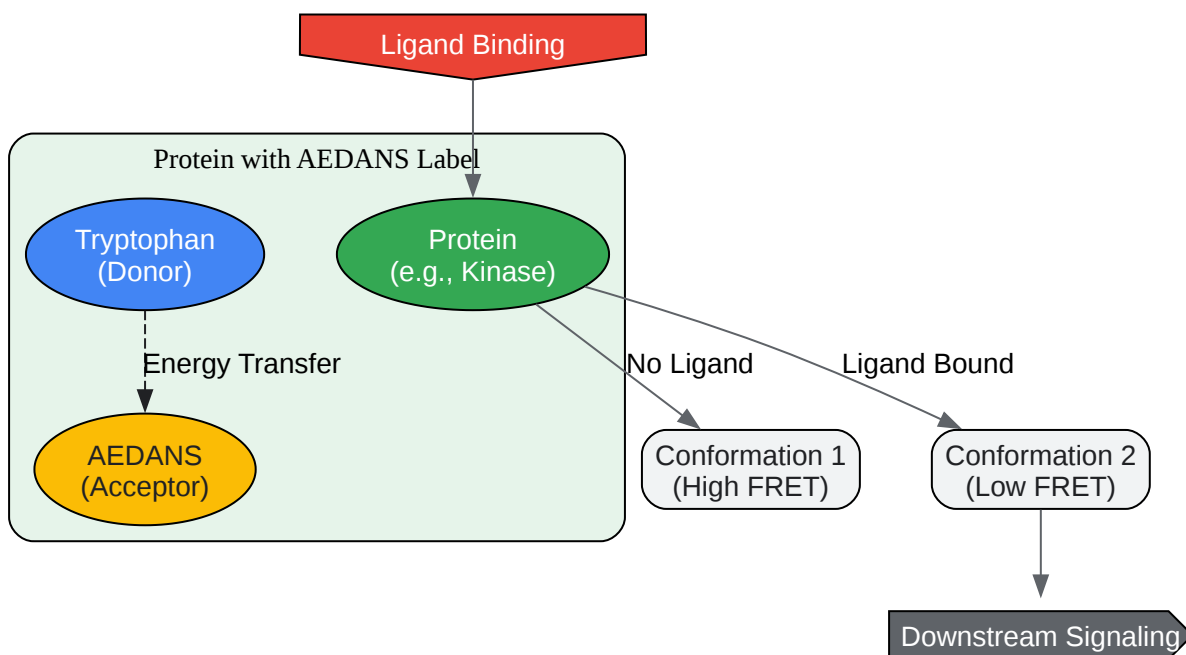 Ligand Binding
Protein with AEDANS Label
Tryptophan
(Donor)
Protein
(e.g., Kinase)
Energy Transfer
No Ligand
Ligand Bound
AEDANS
(Acceptor)
Conformation 1
(High FRET)
Conformation 2
(Low FRET)
Downstream Signaling